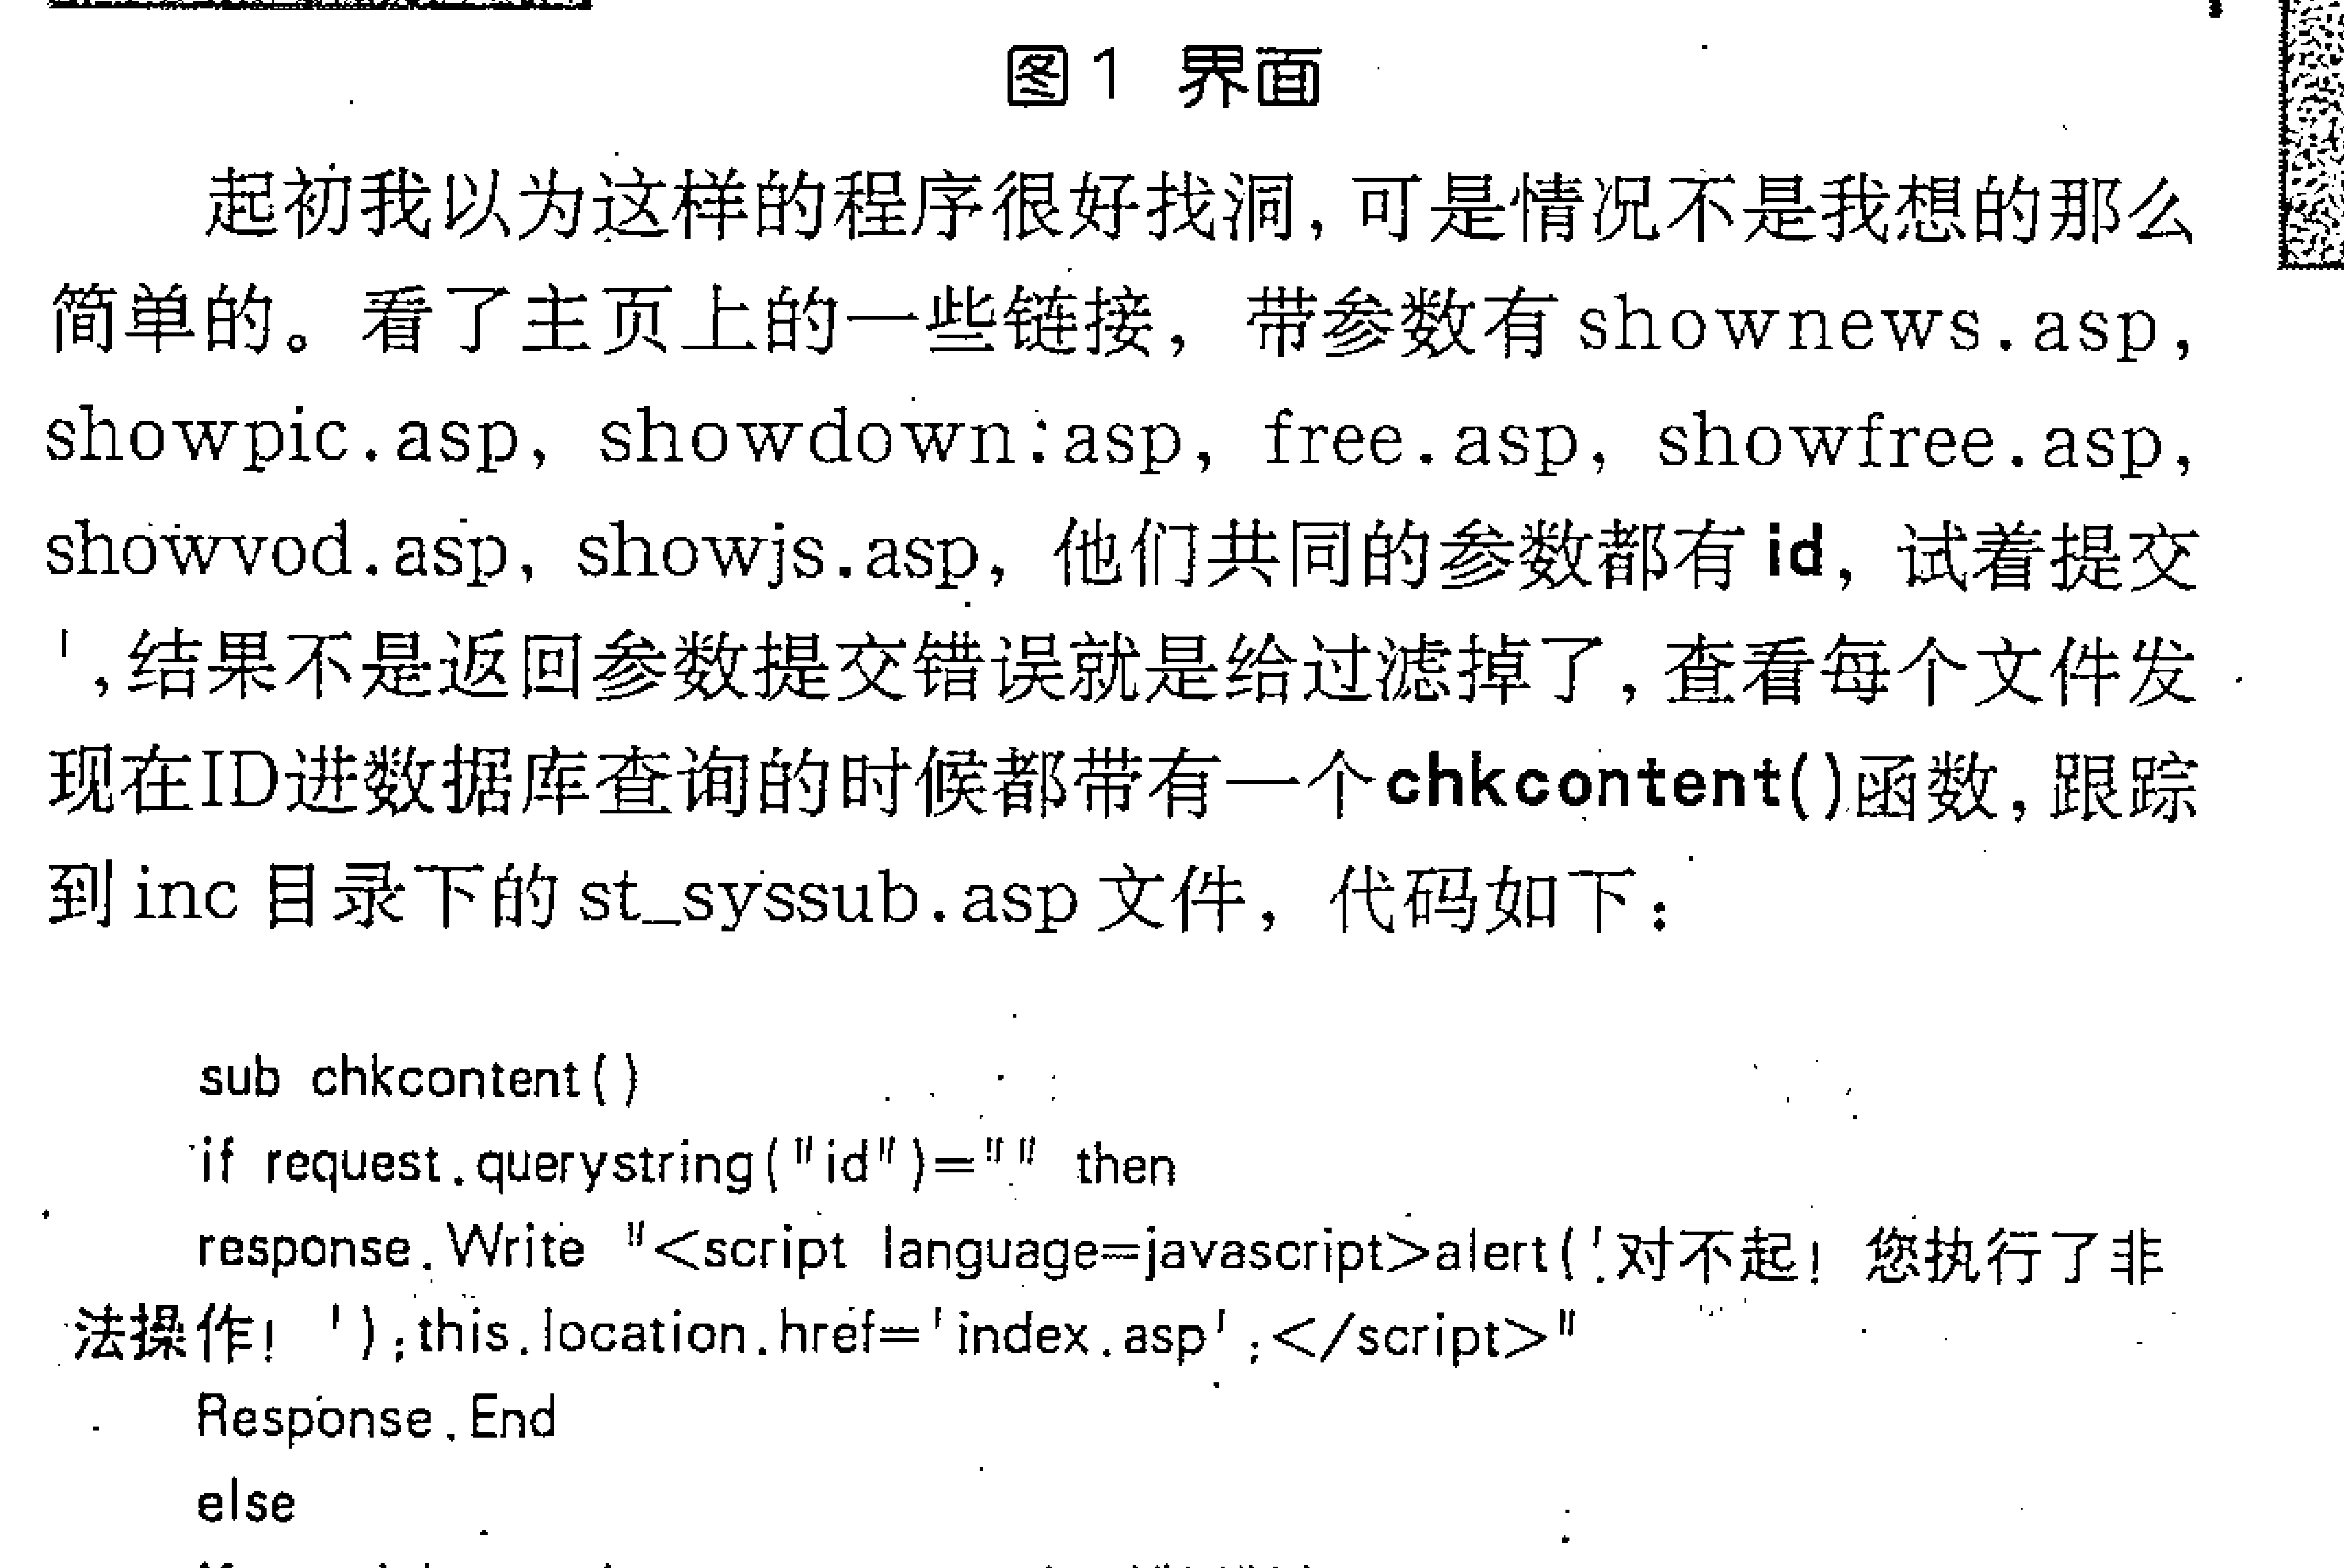 图1 界面
起初我以为这样的程序很好找洞,可是情况不是我想的那么
简单的。看了主页上的一些链接,带参数有shownews.asp,
showpic.asp, showdown.asp, free.asp, showfree.asp,
showvod.asp, showjs.asp, 他们共同的参数都有id, 试着提交
',结果不是返回参数提交错误就是给过滤掉了,查看每个文件发
现在ID进数据库查询的时候都带有一个chkcontent()函数,跟踪
到inc目录下的st_syssub.asp文件, 代码如下:
sub chkcontent()
if request.querystring("id")="" then
response.Write "<script language=javascript>alert('对不起! 您执行了非
法操作! ');this.location.href='index.asp';</script>"
Response.End
else